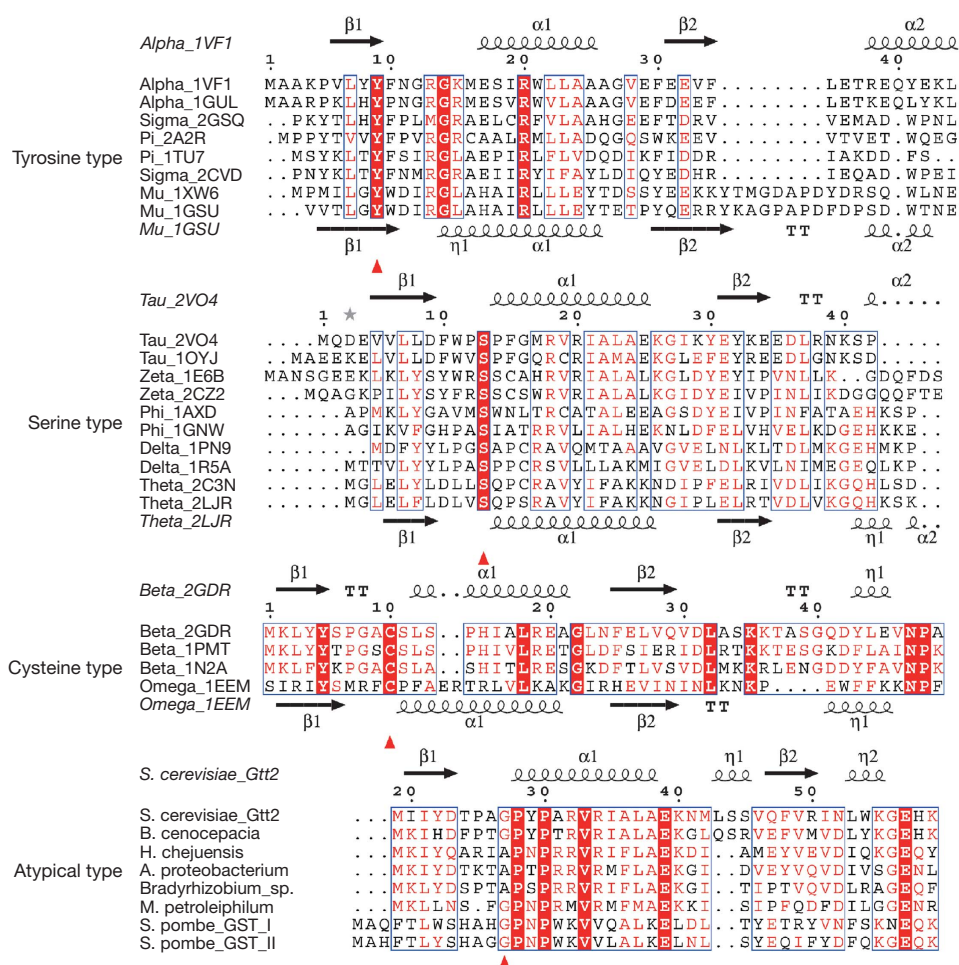 Alpha_1VF1 β1 α1 β2 α2
1 10 20 30 40
Alpha_1VF1 MAAKPVLYYFNGRGKMESIRWLLAAAGVEFEEVF........LETREQYEKL
Alpha_1GUL MAARPKLHYFNGRGRMESVRWVLAAAGVEFDEEF........LETKEQLYKL
Sigma_2GSQ ..PKYTLHYFPLMGRAELCRFVLAAHGEEFTDRV........VEMAD.WPNL
Pi_2A2R .MPPYTVVYFPVRGRCAALRMLLADQGQSWKEEV........VTVET.WQEG
Pi_1TU7 ..MSYKLTYFSIRGLAEPIRLFLVDQDIKFIDDR........IAKDD.FS..
Sigma_2CVD ..PNYKLTYFNMRGRAEIIRYIFAYLDIQYEDHR........IEQAD.WPEI
Mu_1XW6 .MPMILGYWDIRGLAHAIRLLLEYTDSSYEEKKYTMGDAPDYDRSQ.WLNE
Mu_1GSU ...VVTLGYWDIRGLAHAIRLLLEYTETPYQERRYKAGPAPDFDPSD.WTNE
Mu_1GSU β1 η1 α1 β2 TT α2
Tyrosine type
Tau_2VO4 β1 α1 β2 TT α2
1 10 20 30 40
Tau_2VO4 ....MQDEVVLLDFWPSPFGMRVRIALAEKGIKYEYKEEDLRNKSP.....
Tau_1OYJ ..MAEEKELVLLDFWVSPFGQRCRIAMAEKGLEFEYREEDLGNKSD.....
Zeta_1E6B MANSGEEKLKLYSYWRSSCAHRVRIALALKGLDYEYIPVNLLK.GDQFDS
Zeta_2CZ2 ...MQAGKPILYSYFRSSCSWRVRIALALKGIDYEIVPINLIKDGGQQFTE
Phi_1AXD ......APMKLYGAVMSWNLTRCATALEEAGSDYEIVPINFATAEHKSP...
Phi_1GNW .....AGIKVFGHPASIATRRVLIALHEKNLDFELVHVELKDGEHKKE...
Delta_1PN9 ........MDFYYLPGSAPCRAVQMTAAAVGVELNLKLTDLMKGEHMKP...
Delta_1R5A ......MTTVLYYLPASPPCRSVLLLAKMIGVELDLKVLNIMEGEQLKP...
Theta_2C3N ......MGLELYLDLLSQPCRAVYIFAKKNDIPFELRIVDLIKGQHLSD...
Theta_2LJR ......MGLELFLDLVSQPSRAVYIFAKKNGIPLELRTVDLVKGQHKSK...
Theta_2LJR β1 α1 β2 η1 α2
Serine type
Beta_2GDR β1 TT α1 β2 TT η1
1 10 20 30 40
Beta_2GDR MKLYYSPGACSLS..PHIALREAGLNFELVQVDLASKKTASGQDYLEVNPA
Beta_1PMT MKLYYTPGSCSLS..PHIVLRETGLDFSIERIDLRTKKTESGKDFLAINPK
Beta_1N2A MKLFYKPGACSLA..SHITLRESGKDFTLVSVDLMKKRLENGDDYFAVNPK
Omega_1EEM SIRIYSMRFCPFAERTRLVLKAKGIRHEVININLKNKP....EWFFKKNPF
Omega_1EEM β1 α1 β2 TT η1
Cysteine type
S. cerevisiae_Gtt2 β1 α1 η1 β2 η2
20 30 40 50
S. cerevisiae_Gtt2 ...MIIYDTPAGPYPARVRIALAEKNMLSSVQFVRINLWKGEHK
B. cenocepacia ...MKIHDFPTGPYPTRVRIALAEKGLQSRVEFVMVDLYKGEHK
H. chejuensis ...MKIYQARIAPNPRRVRIFLAEKDI..AMEYVEVDIQKGEQY
A. proteobacterium ...MKIYDTKTAPTPRRVRMFLAEKGI..DVEYVQVDIVSGENL
Bradyrhizobium_sp. ...MKLYDSPTAPSPRRVRIFLAEKGI..TIPTVQVDLRAGEQF
M. petroleiphilum ...MKLLNS.FGPNPRVVRMFMAEKKI..SIPFQDFDILGGENR
S. pombe_GST_I MAQFTLWSHAHGPNPWKVVQALKELDL..TYETRYVNFSKNEQK
S. pombe_GST_II MAHFTLYSHAGGPNPWKVVLALKELNL..SYEQIFYDFQKGEQK
Atypical type